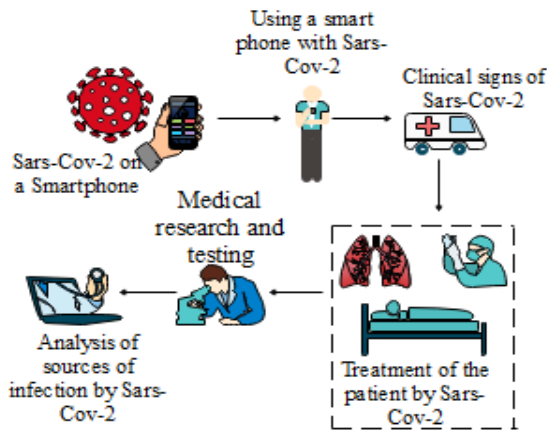 Using a smart
phone with Sars-
Cov-2
Clinical signs of
Sars-Cov-2
Sars-Cov-2 on
a Smartphone
Medical
research and
testing
Analysis of
sources of
infection by Sars-
Cov-2
Treatment of the
patient by Sars-
Cov-2